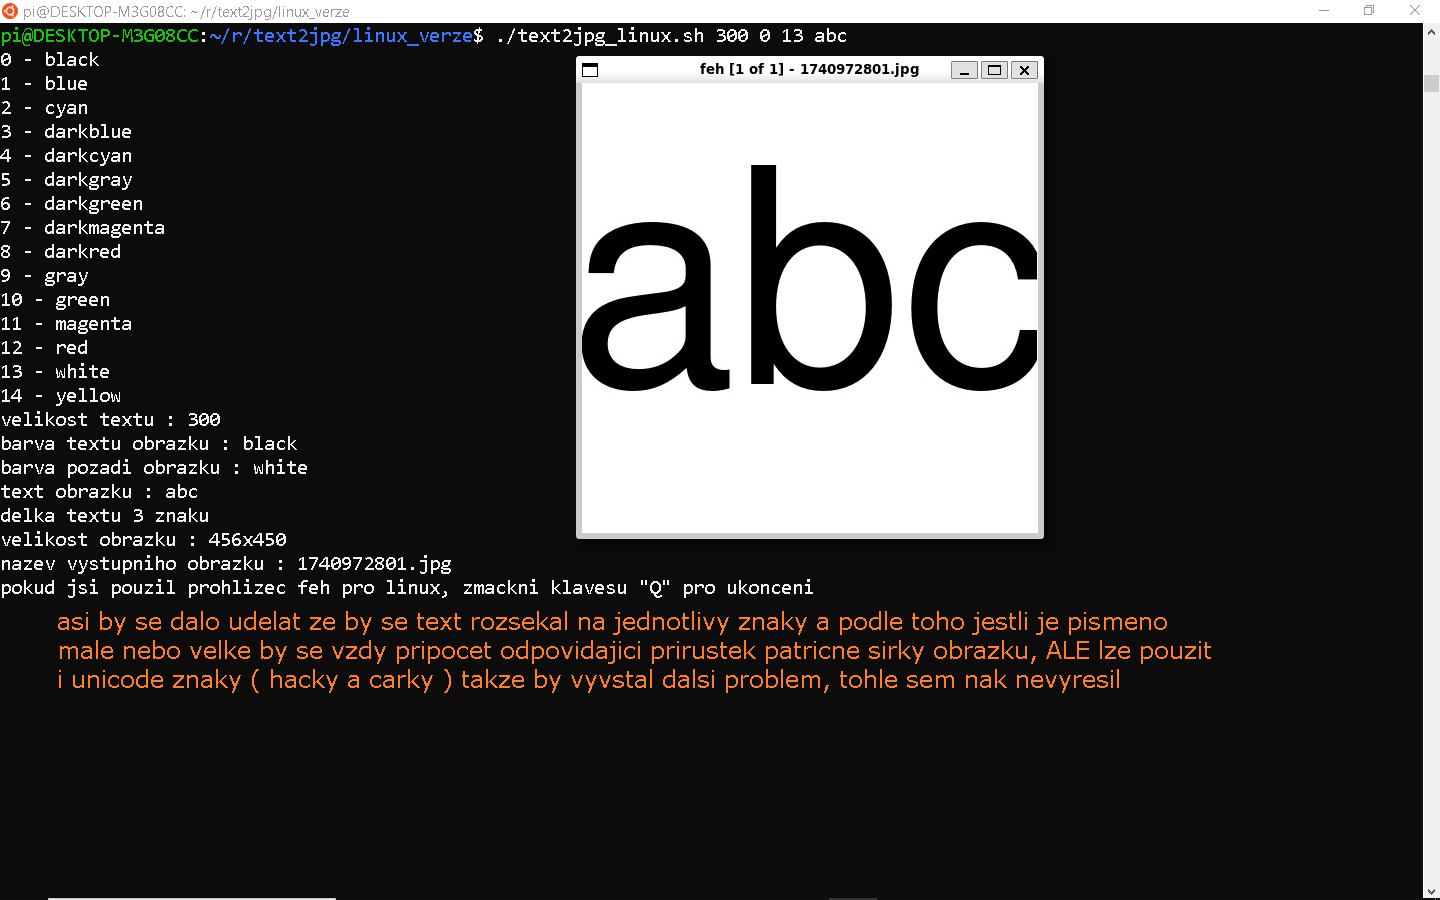 pi@DESKTOP-M3G08CC: ~/r/text2jpg/linux_verze
pi@DESKTOP-M3G08CC:~/r/text2jpg/linux_verze$ ./text2jpg_linux.sh 300 0 13 abc
0 - black
1 - blue
2 - cyan
3 - darkblue
4 - darkcyan
5 - darkgray
6 - darkgreen
7 - darkmagenta
8 - darkred
9 - gray
10 - green
11 - magenta
12 - red
13 - white
14 - yellow
velikost textu : 300
barva textu obrazku : black
barva pozadi obrazku : white
text obrazku : abc
delka textu 3 znaku
velikost obrazku : 456x450
nazev vystupniho obrazku : 1740972801.jpg
pokud jsi pouzil prohlizec feh pro linux, zmackni klavesu "Q" pro ukonceni
feh [1 of 1] - 1740972801.jpg
abc
asi by se dalo udelat ze by se text rozsekal na jednotlivy znaky a podle toho jestli je pismeno
male nebo velke by se vzdy pripocet odpovidajici prirustek patricne sirky obrazku, ALE lze pouzit
i unicode znaky ( hacky a carky ) takze by vyvstal dalsi problem, tohle sem nak nevyresil